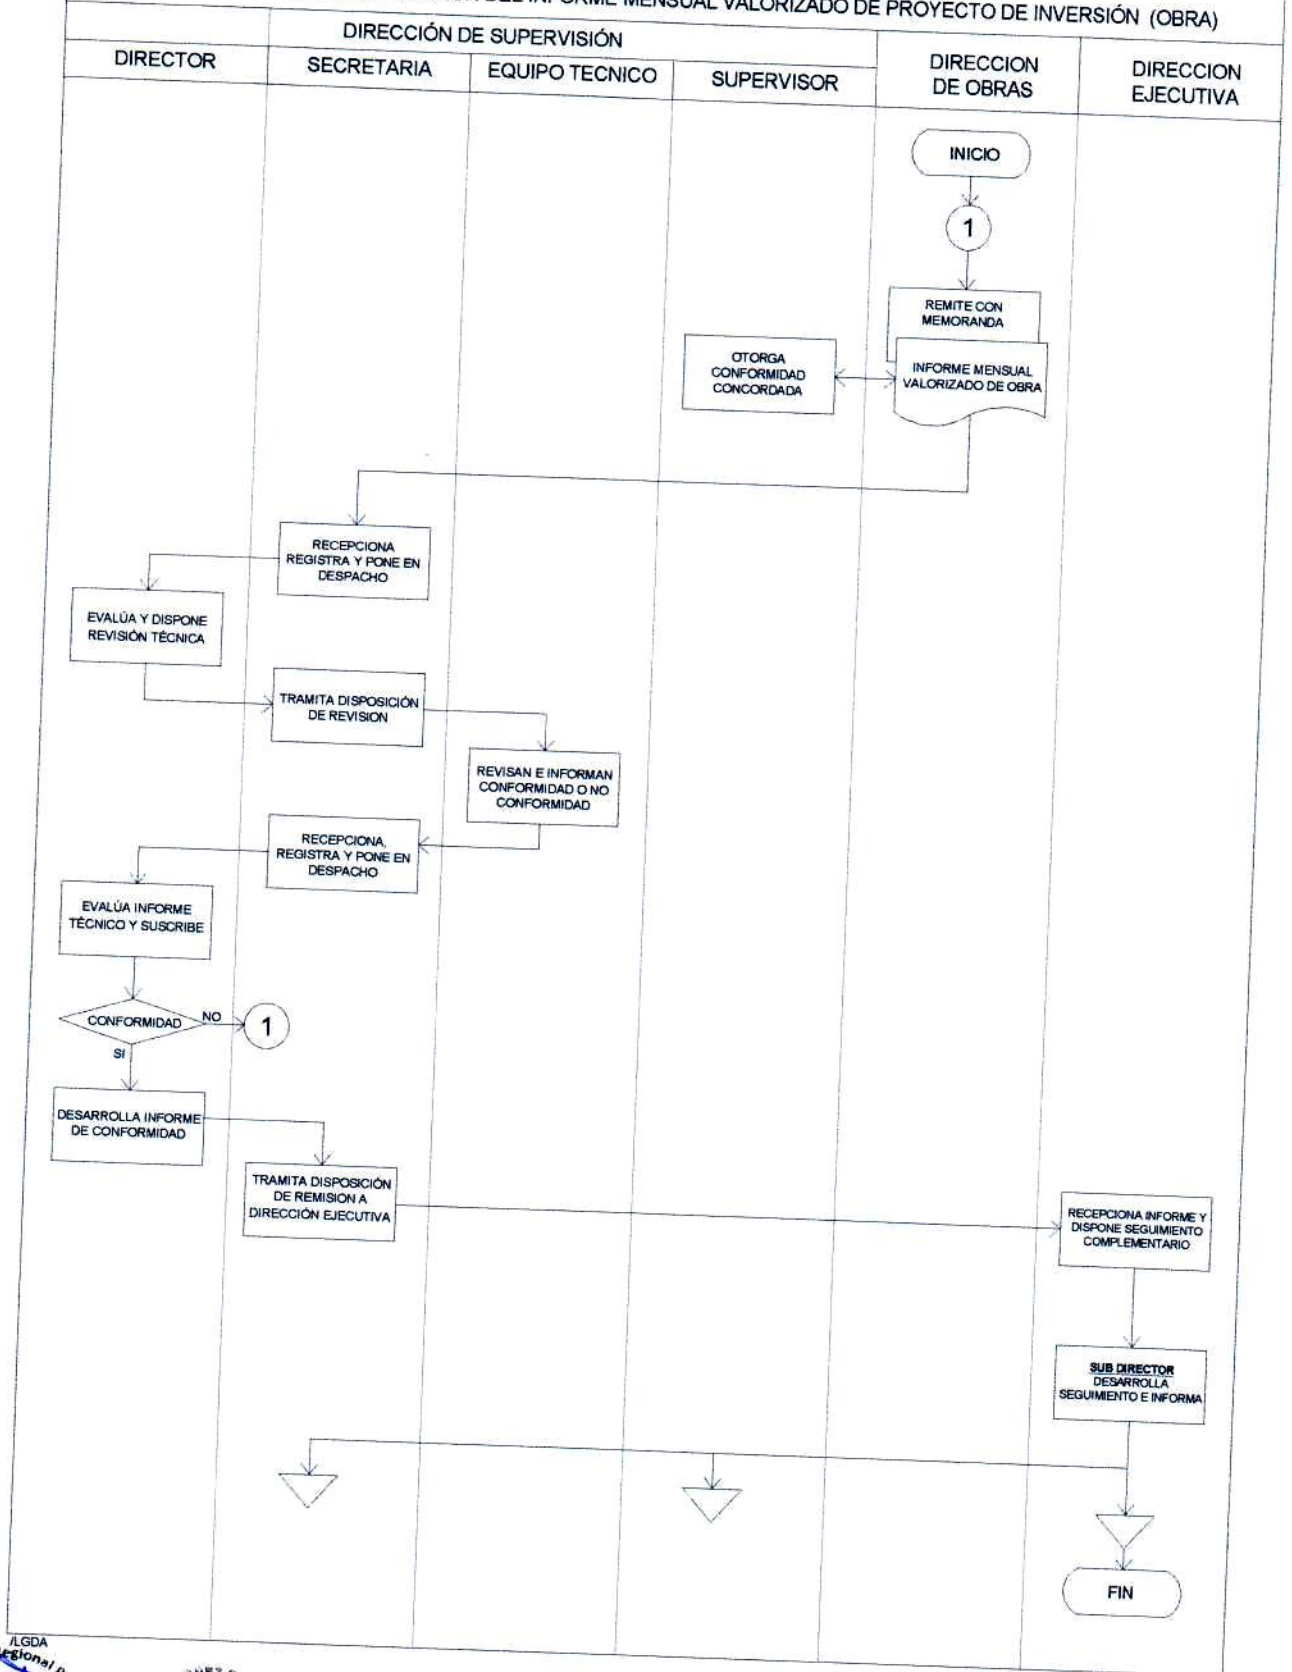 DEL INFORME MENSUAL VALORIZADO DE PROYECTO DE INVERSIÓN (OBRA)
DIRECCIÓN DE SUPERVISIÓN
DIRECTOR
SECRETARIA
EQUIPO TECNICO
SUPERVISOR
DIRECCION
DE OBRAS
DIRECCION
EJECUTIVA
INICIO
1
REMITE CON
MEMORANDA
INFORME MENSUAL
VALORIZADO DE OBRA
OTORGA
CONFORMIDAD
CONCORDADA
RECEPCIONA
REGISTRA Y PONE EN
DESPACHO
EVALÚA Y DISPONE
REVISIÓN TÉCNICA
TRAMITA DISPOSICIÓN
DE REVISION
REVISAN E INFORMAN
CONFORMIDAD O NO
CONFORMIDAD
RECEPCIONA,
REGISTRA Y PONE EN
DESPACHO
EVALÚA INFORME
TÉCNICO Y SUSCRIBE
CONFORMIDAD
NO
1
SI
DESARROLLA INFORME
DE CONFORMIDAD
TRAMITA DISPOSICIÓN
DE REMISION A
DIRECCIÓN EJECUTIVA
RECEPCIONA INFORME Y
DISPONE SEGUIMIENTO
COMPLEMENTARIO
SUB DIRECTOR
DESARROLLA
SEGUIMIENTO E INFORMA
FIN
/LGDA